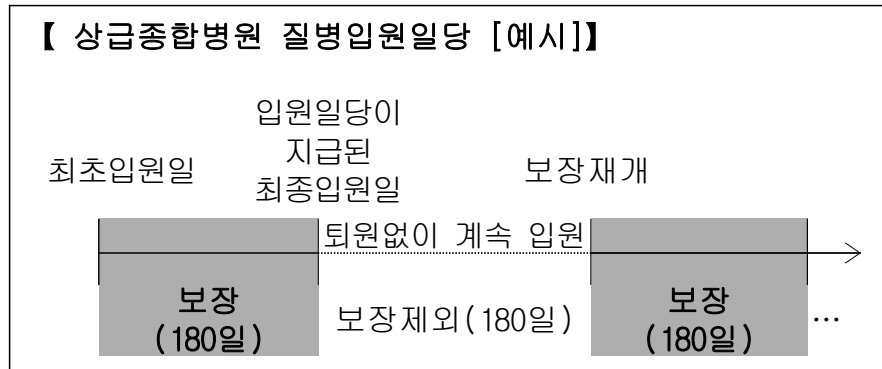 【 상급종합병원 질병입원일당 [예시]】
입원일당이
지급된
최초입원일
최종입원일
보장재개
퇴원없이 계속 입원
보장
(180일)
보장제외(180일)
보장
(180일)
…